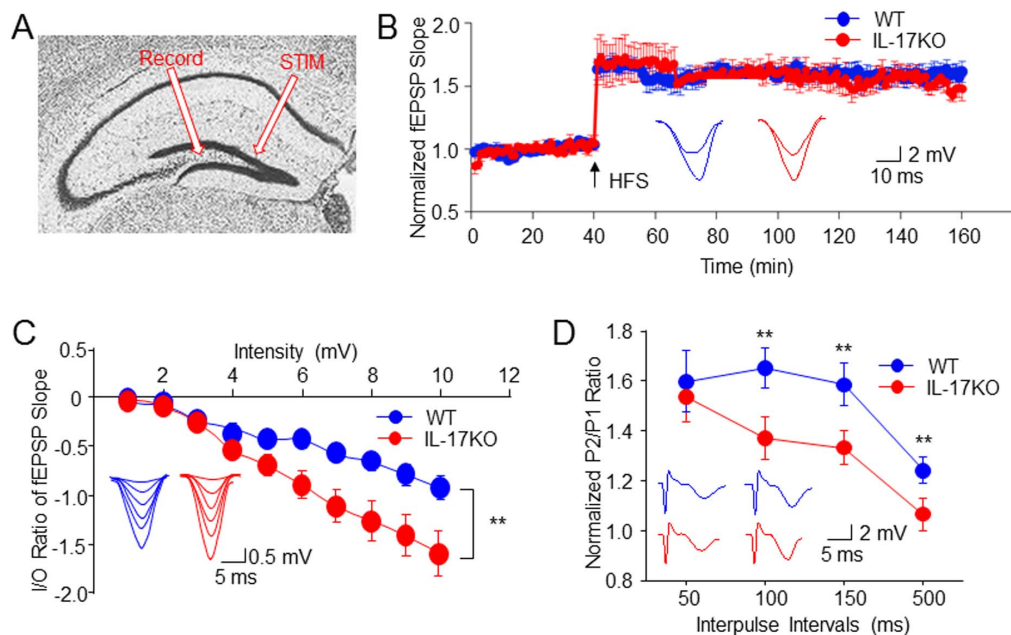 A
Record
STIM
B
Normalized fEPSP Slope
2.0
1.5
1.0
0.5
WT
IL-17KO
HFS
2 mV
10 ms
0 20 40 60 80 100 120 140 160
Time (min)
C
I/O Ratio of fEPSP Slope
Intensity (mV)
0.5
0
-0.5
-1.0
-1.5
-2.0
2 4 6 8 10 12
WT
IL-17KO
**
0.5 mV
5 ms
D
Normalized P2/P1 Ratio
1.8
1.6
1.4
1.2
1.0
0.8
**
**
**
WT
IL-17KO
2 mV
5 ms
50 100 150 500
Interpulse Intervals (ms)